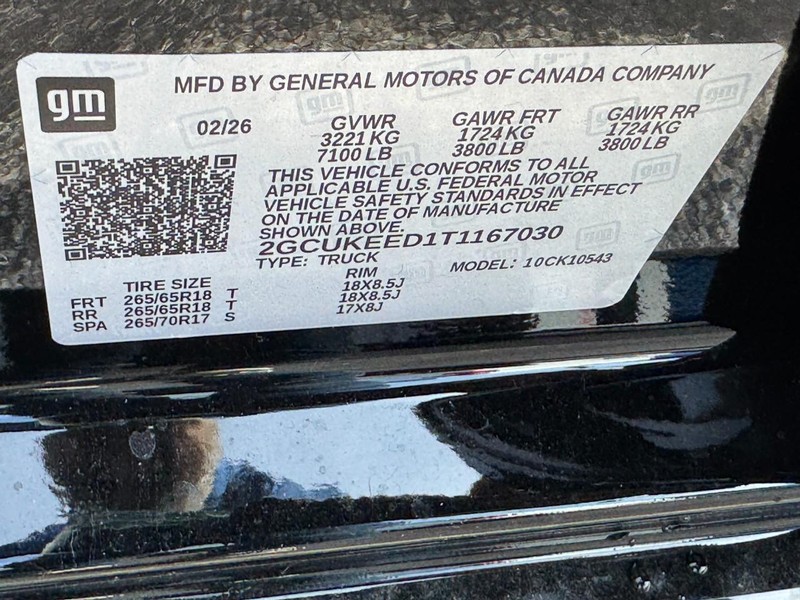 gm
MFD BY GENERAL MOTORS OF CANADA COMPANY
02/26 GVWR GAWR FRT GAWR RR
3221 KG 1724 KG 1724 KG
7100 LB 3800 LB 3800 LB
THIS VEHICLE CONFORMS TO ALL
APPLICABLE U.S. FEDERAL MOTOR
VEHICLE SAFETY STANDARDS IN EFFECT
ON THE DATE OF MANUFACTURE
SHOWN ABOVE.
2GCUKEED1T1167030
TYPE: TRUCK MODEL: 10CK10543
TIRE SIZE RIM
FRT 265/65R18 T 18X8.5J
RR 265/65R18 T 18X8.5J
SPA 265/70R17 S 17X8J